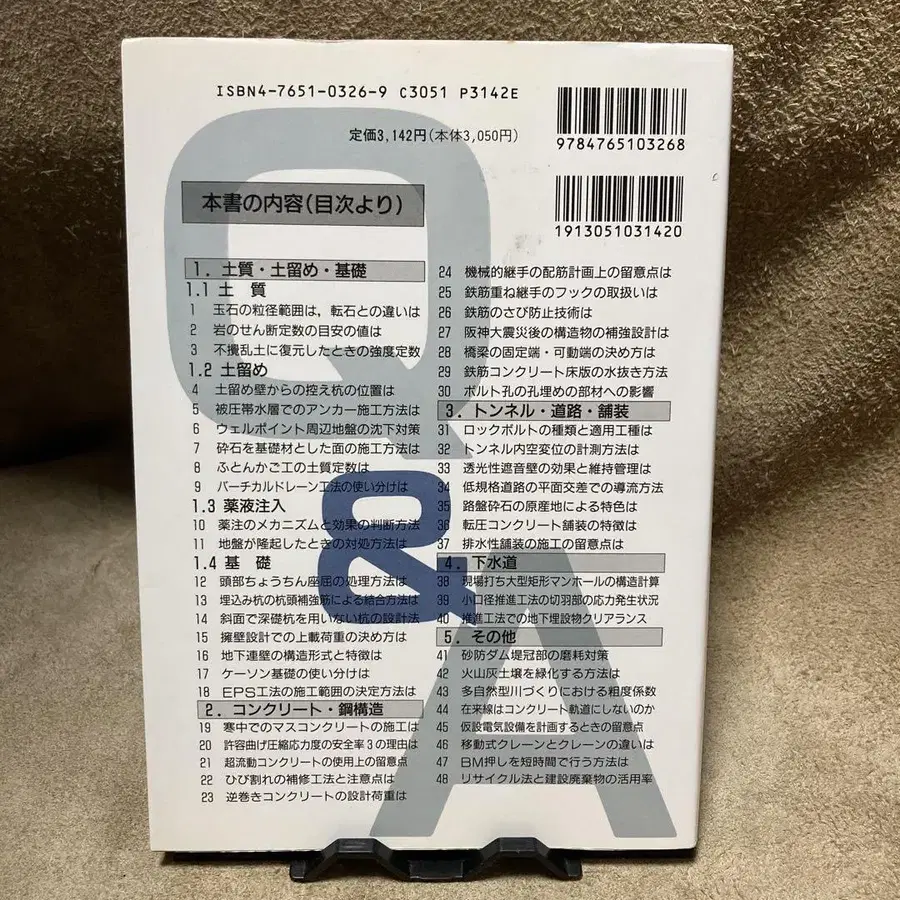 ISBN4-7651-0326-9 C3051 P3142E
定価3,142円(本体3,050円)
9784765103268
1913051031420
本書の内容(目次より)
1. 土質・土留め・基礎
1.1 土 質
1 玉石の粒径範囲は,転石との違いは
2 岩のせん断定数の目安の値は
3 不攪乱土に復元したときの強度定数
1.2 土留め
4 土留め壁からの控え杭の位置は
5 被圧帯水層でのアンカー施工方法は
6 ウェルポイント周辺地盤の沈下対策
7 砕石を基礎材とした面の施工方法は
8 ふとんかご工の土質定数は
9 バーチカルドレーン工法の使い分けは
1.3 薬液注入
10 薬注のメカニズムと効果の判断方法
11 地盤が隆起したときの対処方法は
1.4 基 礎
12 頭部ちょうちん座屈の処理方法は
13 埋込み杭の杭頭補強筋による結合方法は
14 斜面で深礎杭を用いない杭の設計法
15 擁壁設計での上載荷重の決め方は
16 地下連壁の構造形式と特徴は
17 ケーソン基礎の使い分けは
18 EPS工法の施工範囲の決定方法は
2. コンクリート・鋼構造
19 寒中でのマスコンクリートの施工は
20 許容曲げ圧縮応力度の安全率3の理由は
21 超流動コンクリートの使用上の留意点
22 ひび割れの補修工法と注意点は
23 逆巻きコンクリートの設計荷重は
24 機械的継手の配筋計画上の留意点は
25 鉄筋重ね継手のフックの取扱いは
26 鉄筋のさび防止技術は
27 阪神大震災後の構造物の補強設計は
28 橋梁の固定端・可動端の決め方は
29 鉄筋コンクリート床版の水抜き方法
30 ボルト孔の孔埋めの部材への影響
3. トンネル・道路・舗装
31 ロックボルトの種類と適用工種は
32 トンネル内空変位の計測方法は
33 透光性遮音壁の効果と維持管理は
34 低規格道路の平面交差での導流方法
35 路盤砕石の原産地による特色は
36 転圧コンクリート舗装の特徴は
37 排水性舗装の施工の留意点は
4. 下水道
38 現場打ち大型矩形マンホールの構造計算
39 小口径推進工法の切羽部の応力発生状況
40 推進工法での地下埋設物クリアランス
5. その他
41 砂防ダム堤冠部の磨耗対策
42 火山灰土壌を緑化する方法は
43 多自然型川づくりにおける粗度係数
44 在来線はコンクリート軌道にしないのか
45 仮設電気設備を計画するときの留意点
46 移動式クレーンとクレーンの違いは
47 BM押しを短時間で行う方法は
48 リサイクル法と建設廃棄物の活用率
Q
&
A